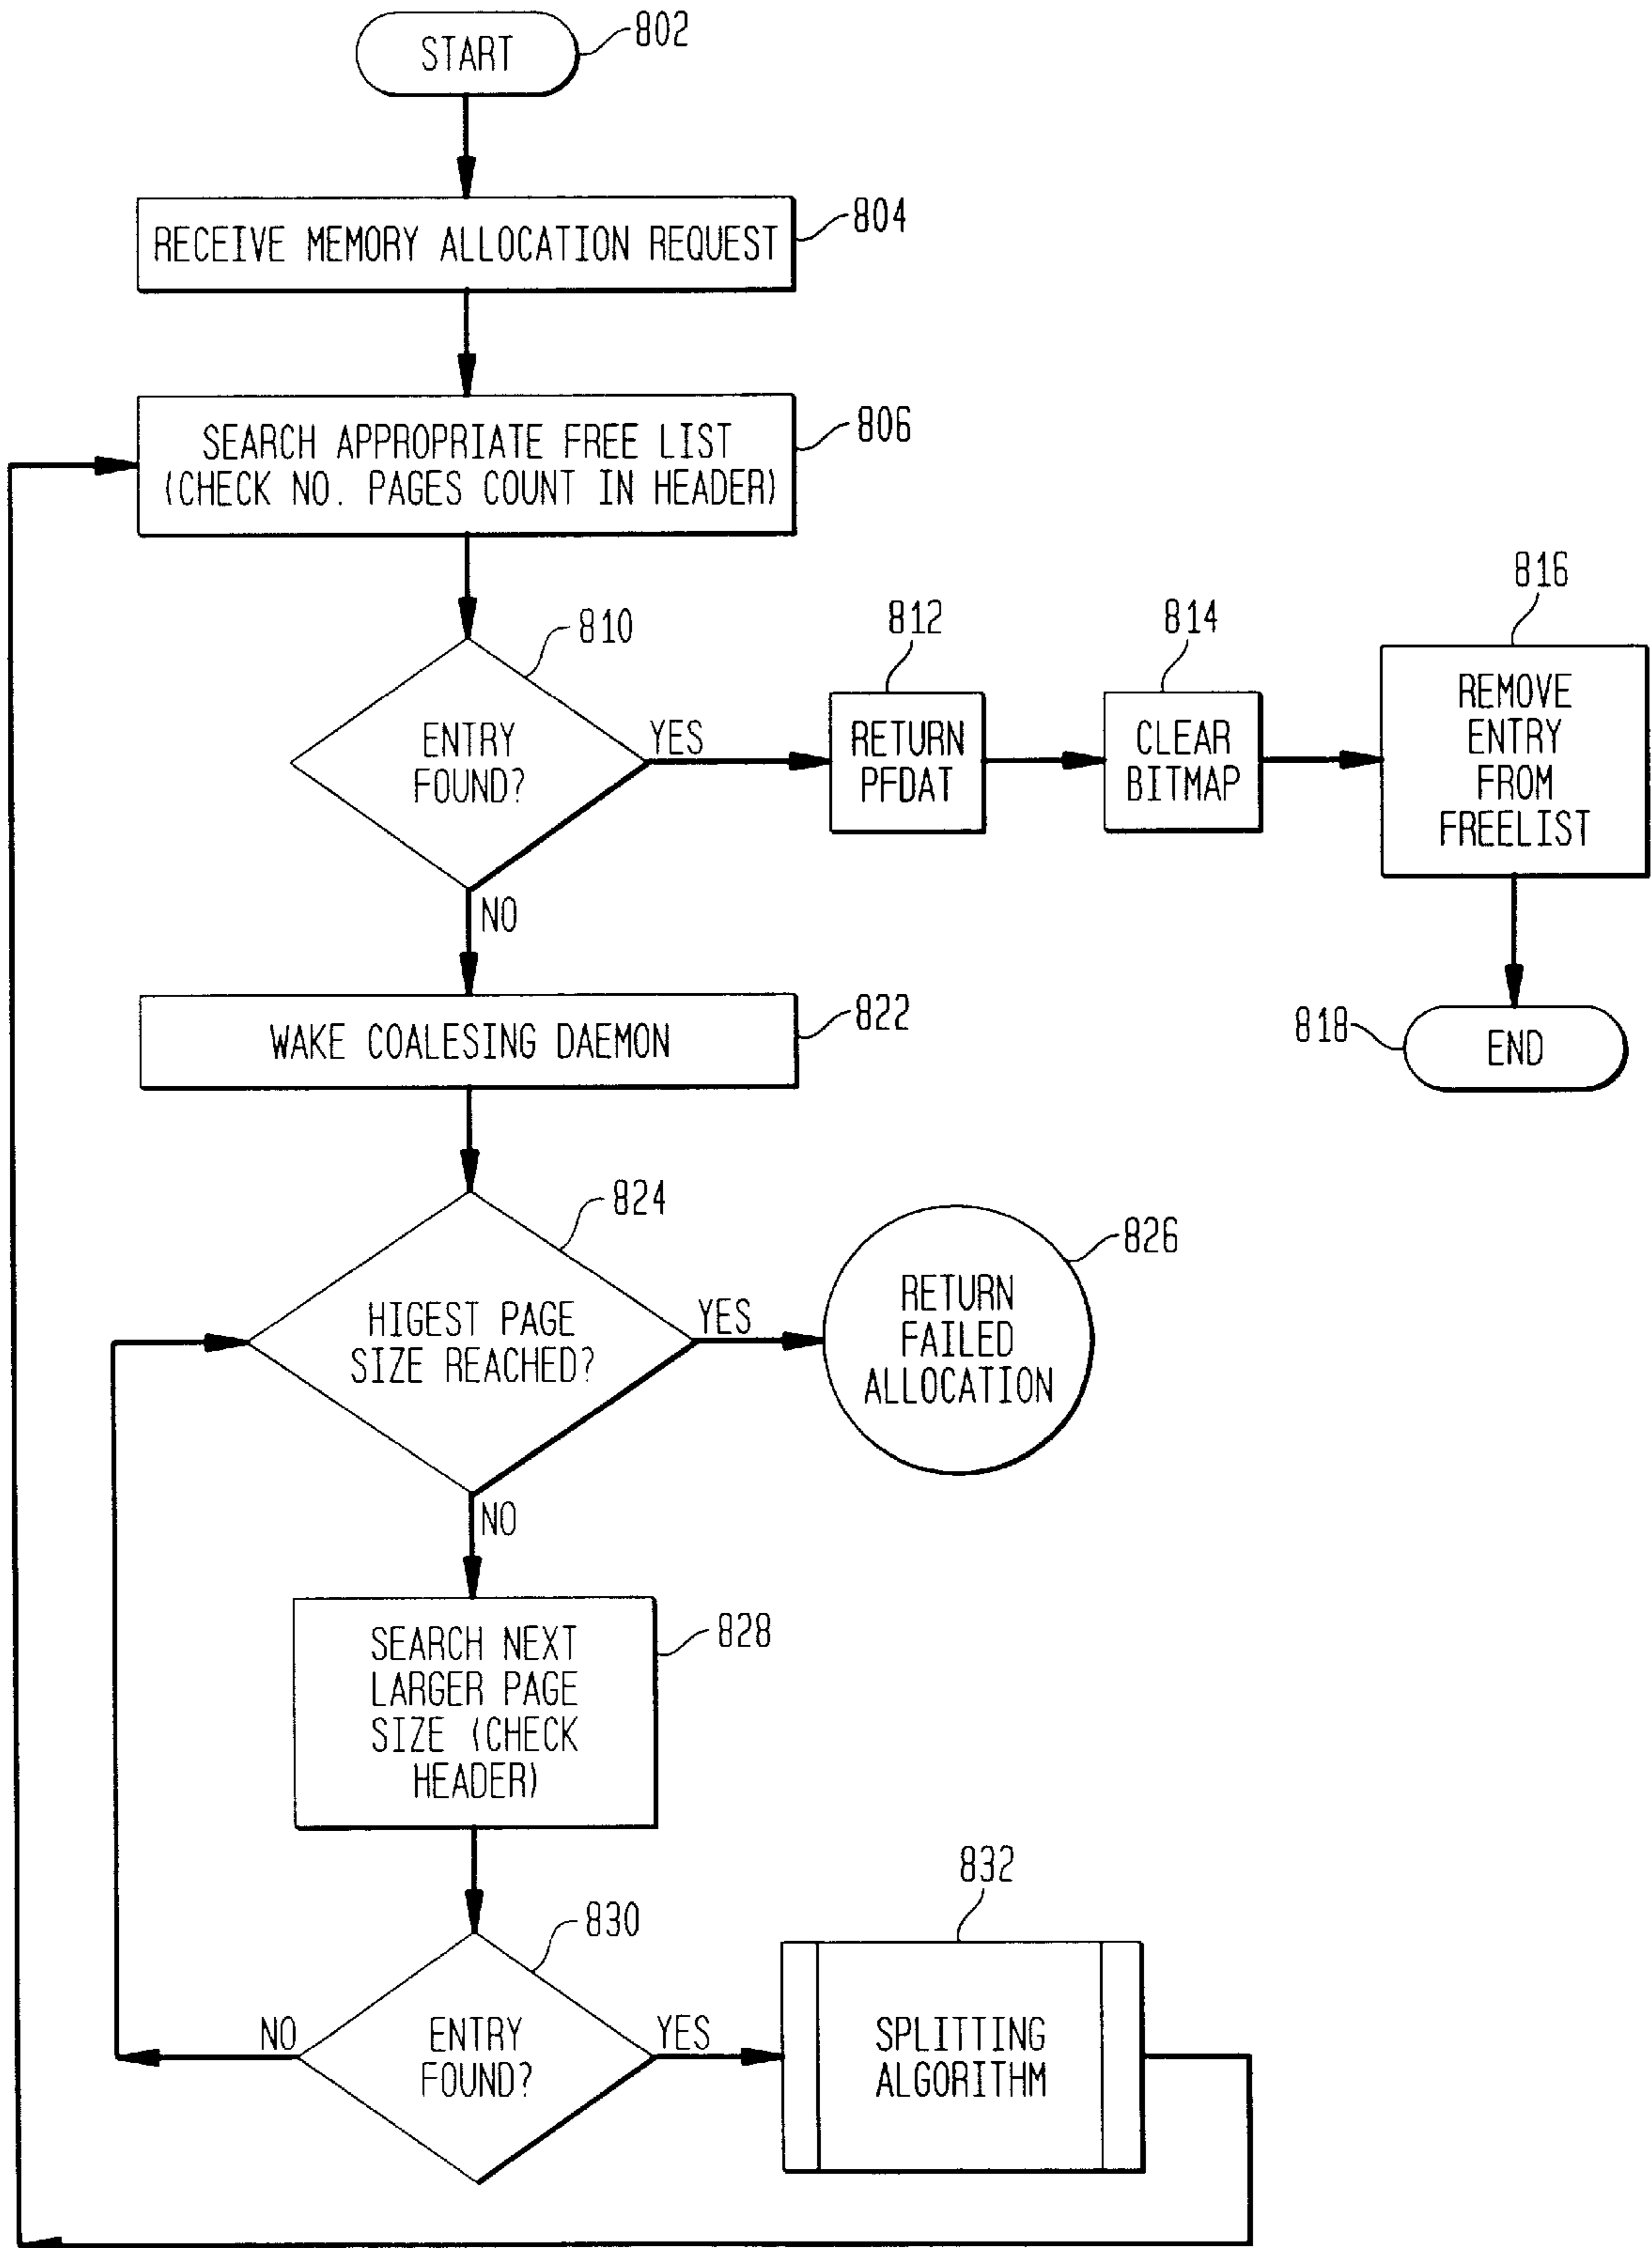 START
802
RECEIVE MEMORY ALLOCATION REQUEST
804
SEARCH APPROPRIATE FREE LIST
(CHECK NO. PAGES COUNT IN HEADER)
806
810
ENTRY
FOUND?
YES
NO
812
RETURN
PFDAT
814
CLEAR
BITMAP
816
REMOVE
ENTRY
FROM
FREELIST
818
END
WAKE COALESING DAEMON
822
824
HIGEST PAGE
SIZE REACHED?
YES
NO
826
RETURN
FAILED
ALLOCATION
SEARCH NEXT
LARGER PAGE
SIZE (CHECK
HEADER)
828
830
ENTRY
FOUND?
NO
YES
832
SPLITTING
ALGORITHM